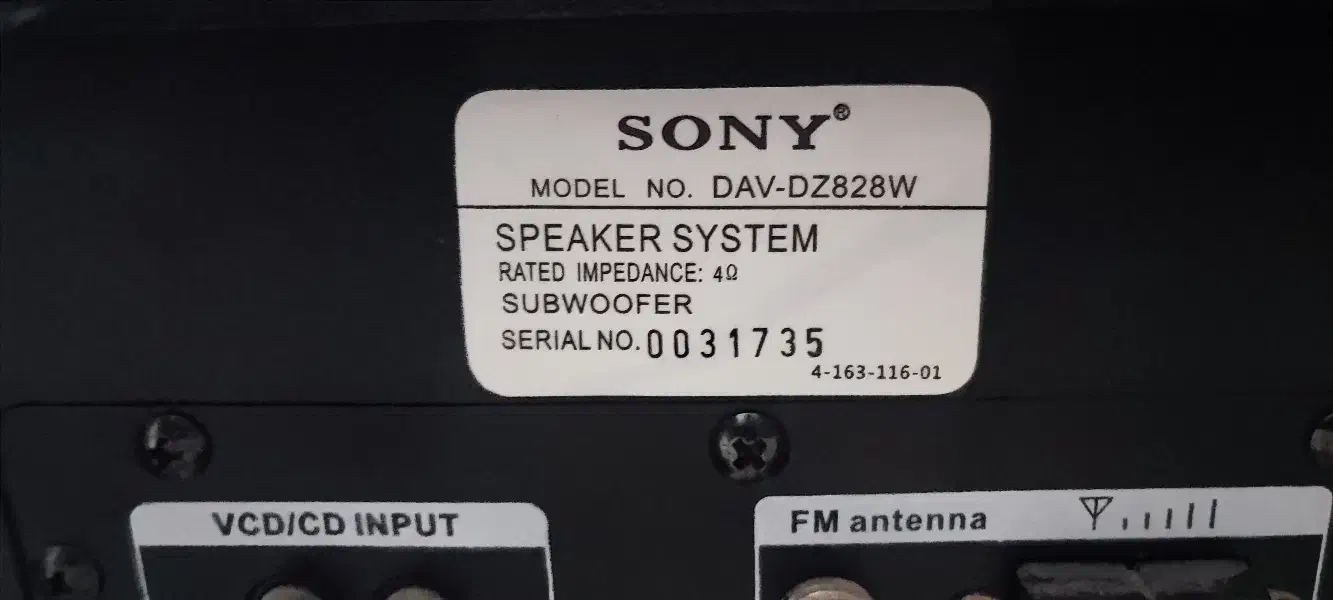 SONY®
MODEL NO. DAV-DZ828W
SPEAKER SYSTEM
RATED IMPEDANCE: 4Ω
SUBWOOFER
SERIAL NO. 0031735
4-163-116-01
VCD/CD INPUT
FM antenna